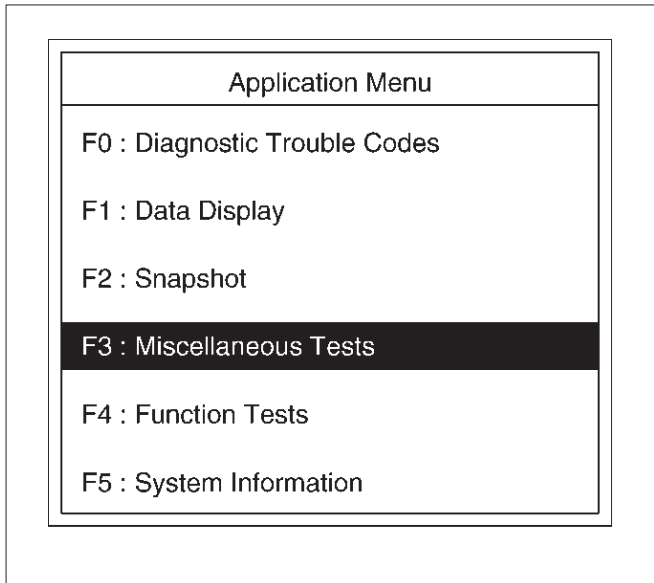 Application Menu
F0 : Diagnostic Trouble Codes
F1 : Data Display
F2 : Snapshot
F3 : Miscellaneous Tests
F4 : Function Tests
F5 : System Information